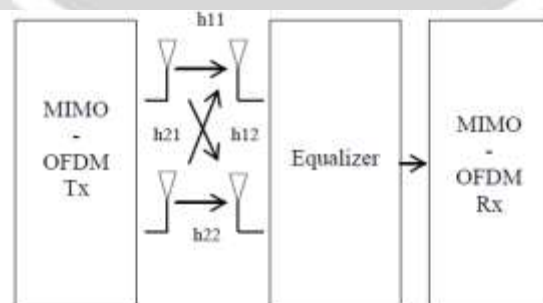 h11
MIMO
-
OFDM
Tx
h21
h12
h22
Equalizer
MIMO
-
OFDM
Rx